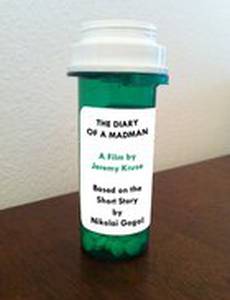 THE DIARY
OF A MADMAN
A Film by
Jeremy Kruse
Based on the
Short Story
by
Nikolai Gogol